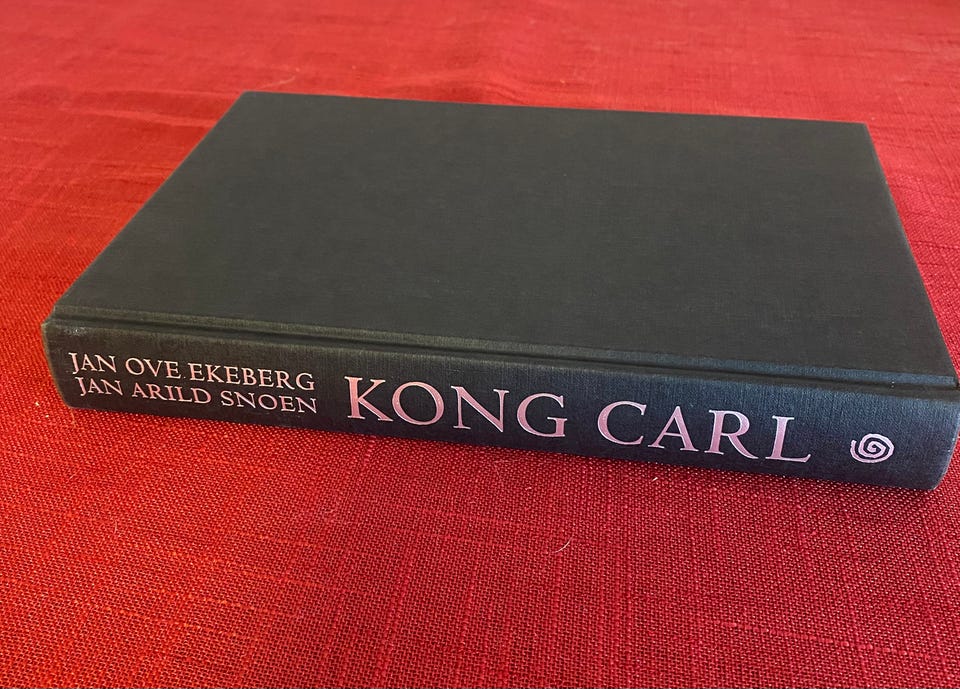 JAN OVE EKEBERG
JAN ARILD SNOEN
KONG CARL